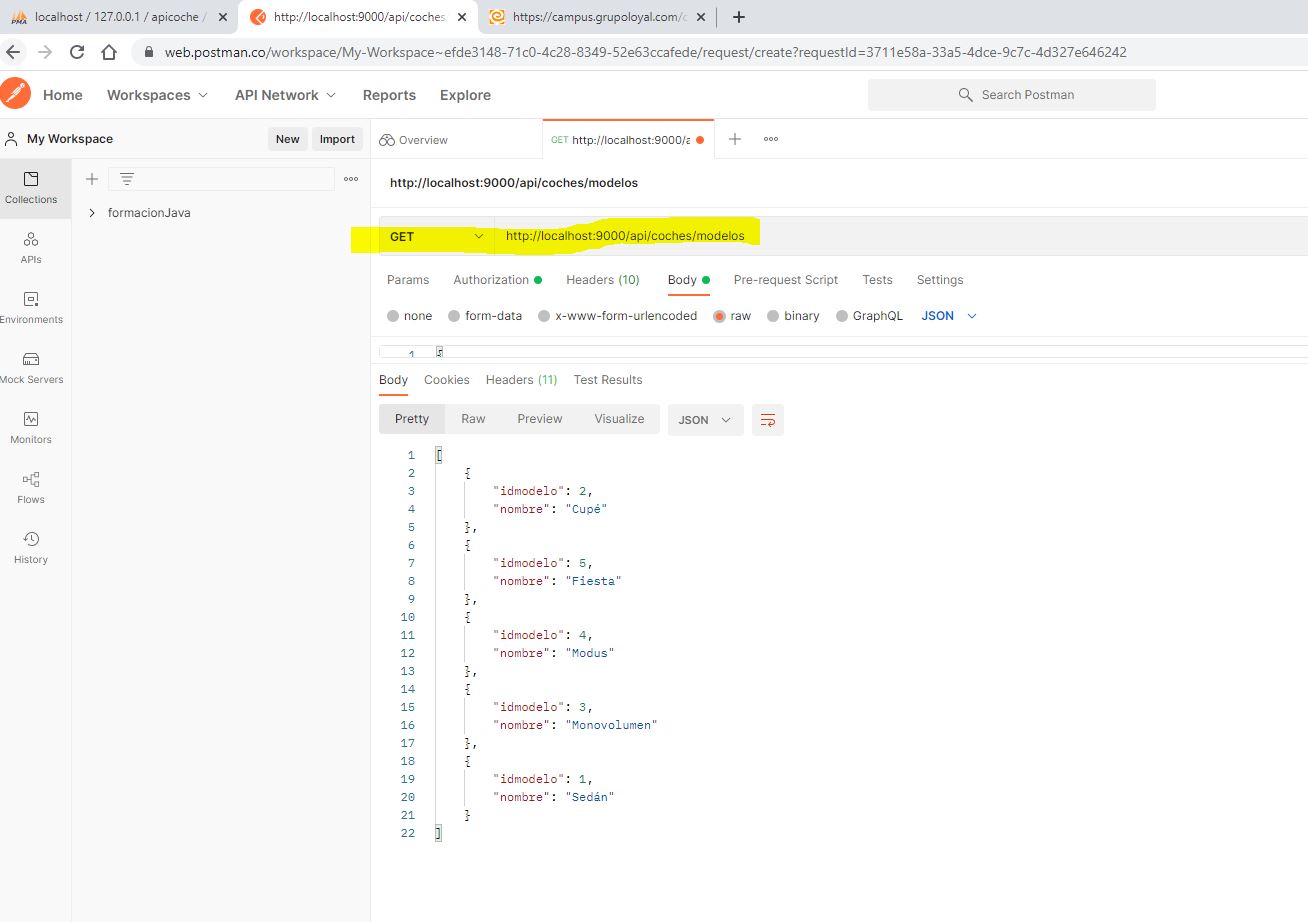 localhost / 127.0.0.1 / apicoche /
http://localhost:9000/api/coches
https://campus.grupoloyal.com/c
web.postman.co/workspace/My-Workspace~efde3148-71c0-4c28-8349-52e63ccafede/request/create?requestId=3711e58a-33a5-4dce-9c7c-4d327e646242
Home Workspaces API Network Reports Explore Search Postman
My Workspace New Import Overview GET http://localhost:9000/a
http://localhost:9000/api/coches/modelos
Collections
formacionJava
GET http://localhost:9000/api/coches/modelos
APIs
Params Authorization Headers (10) Body Pre-request Script Tests Settings
Environments
none form-data x-www-form-urlencoded raw binary GraphQL JSON
1 {
Mock Servers
Body Cookies Headers (11) Test Results
Pretty Raw Preview Visualize JSON
Monitors
Flows
History
1 [
2 {
3 "idmodelo": 2,
4 "nombre": "Cupé"
5 },
6 {
7 "idmodelo": 5,
8 "nombre": "Fiesta"
9 },
10 {
11 "idmodelo": 4,
12 "nombre": "Modus"
13 },
14 {
15 "idmodelo": 3,
16 "nombre": "Monovolumen"
17 },
18 {
19 "idmodelo": 1,
20 "nombre": "Sedán"
21 }
22 ]